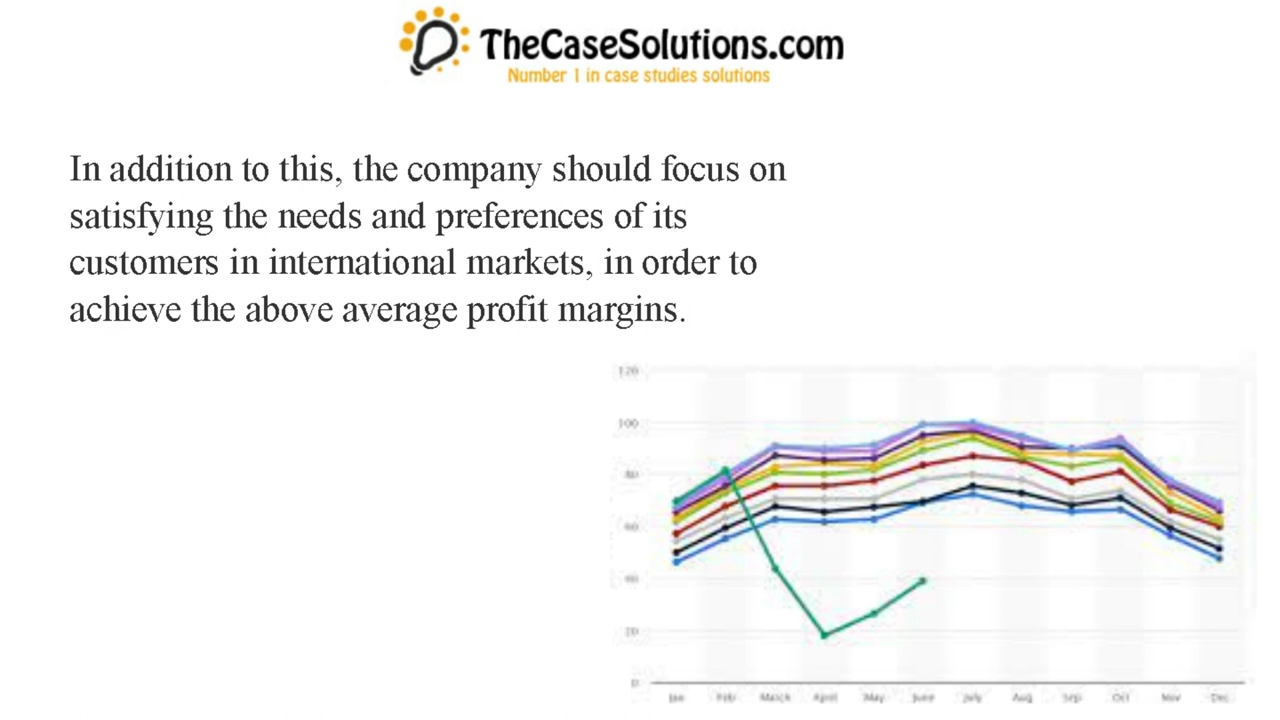 TheCaseSolutions.com
Number 1 in case studies solutions
In addition to this, the company should focus on
satisfying the needs and preferences of its
customers in international markets, in order to
achieve the above average profit margins.
120
100
80
60
40
20
0
Jan Feb March April May June July Aug Sep Oct Nov Dec